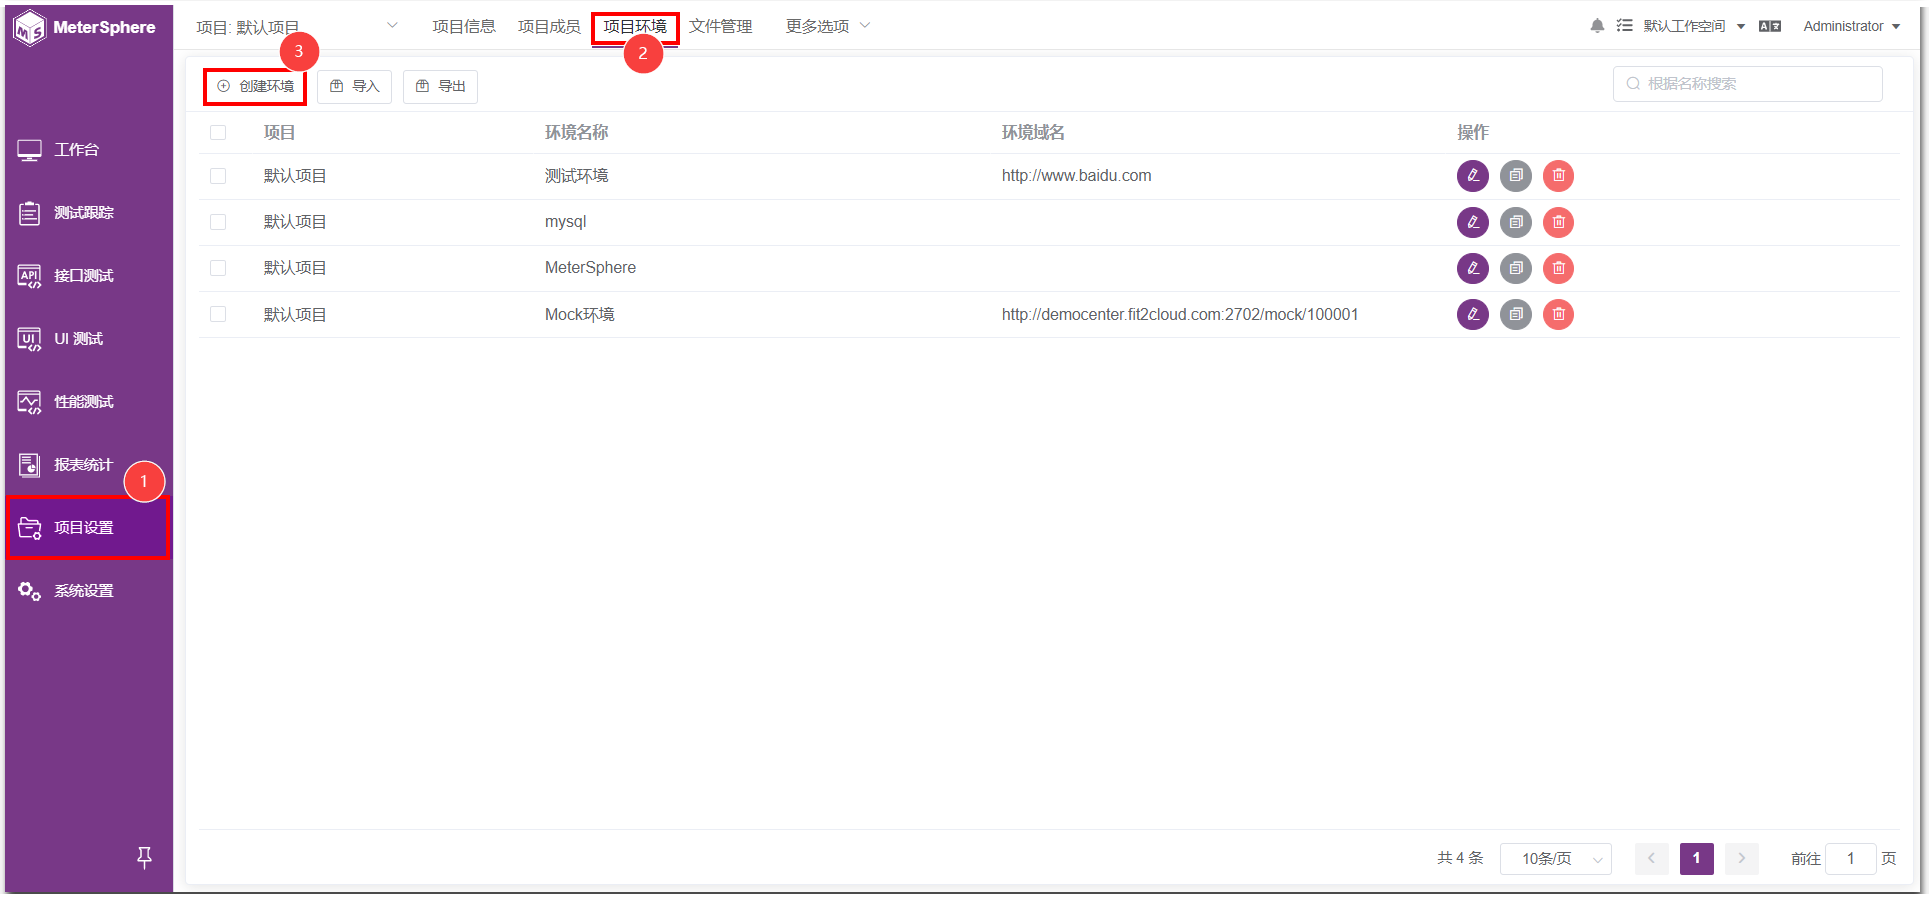 MeterSphere
项目: 默认项目
项目信息
项目成员
项目环境
文件管理
更多选项
默认工作空间
Administrator
3
2
创建环境
导入
导出
根据名称搜索
项目 环境名称 环境域名 操作
默认项目 测试环境 http://www.baidu.com
默认项目 mysql
默认项目 MeterSphere
默认项目 Mock环境 http://democenter.fit2cloud.com:2702/mock/100001
工作台
测试跟踪
接口测试
UI 测试
性能测试
报表统计
1
项目设置
系统设置
共 4 条 10条/页 1 前往 1 页